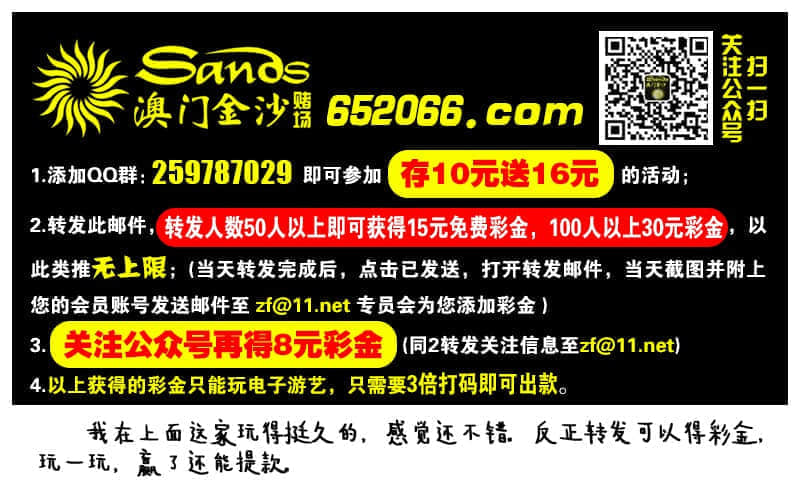 Sands
澳门金沙赌场 652066.com
扫一扫
关注公众号
1.添加QQ群: 259787029 即可参加 存10元送16元 的活动;
2.转发此邮件, 转发人数50人以上即可获得15元免费彩金, 100人以上30元彩金, 以
此类推无上限; (当天转发完成后, 点击已发送, 打开转发邮件, 当天截图并附上
您的会员账号发送邮件至 zf@11.net 专员会为您添加彩金 )
3. 关注公众号再得8元彩金 (同2转发关注信息至zf@11.net)
4.以上获得的彩金只能玩电子游艺, 只需要3倍打码即可出款。
我在上面这家玩得挺久的, 感觉还不错. 反正转发可以得彩金,
玩一玩, 赢了还能提款.